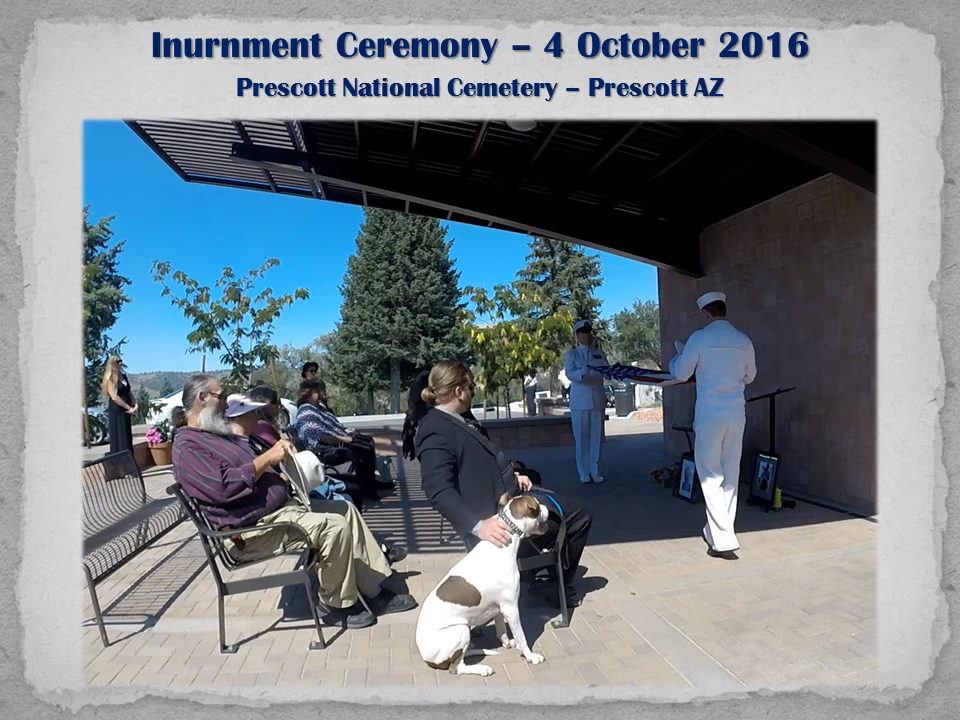 Inurnment Ceremony – 4 October 2016
Prescott National Cemetery – Prescott AZ